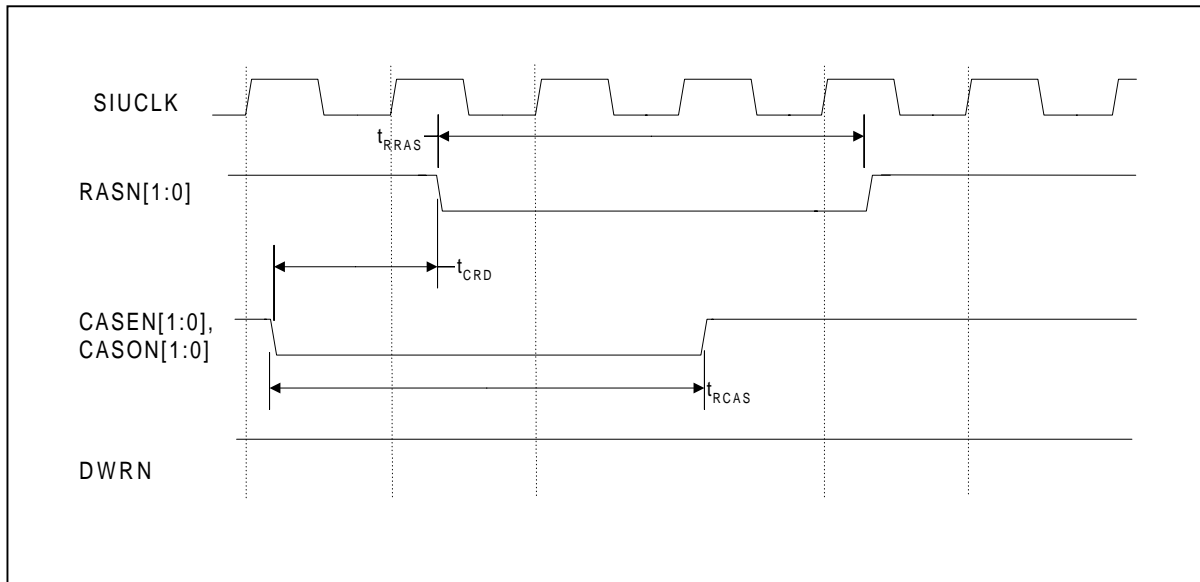 SIUCLK
tRRAS
RASN[1:0]
tCRD
CASEN[1:0],
CASON[1:0]
tRCAS
DWRN